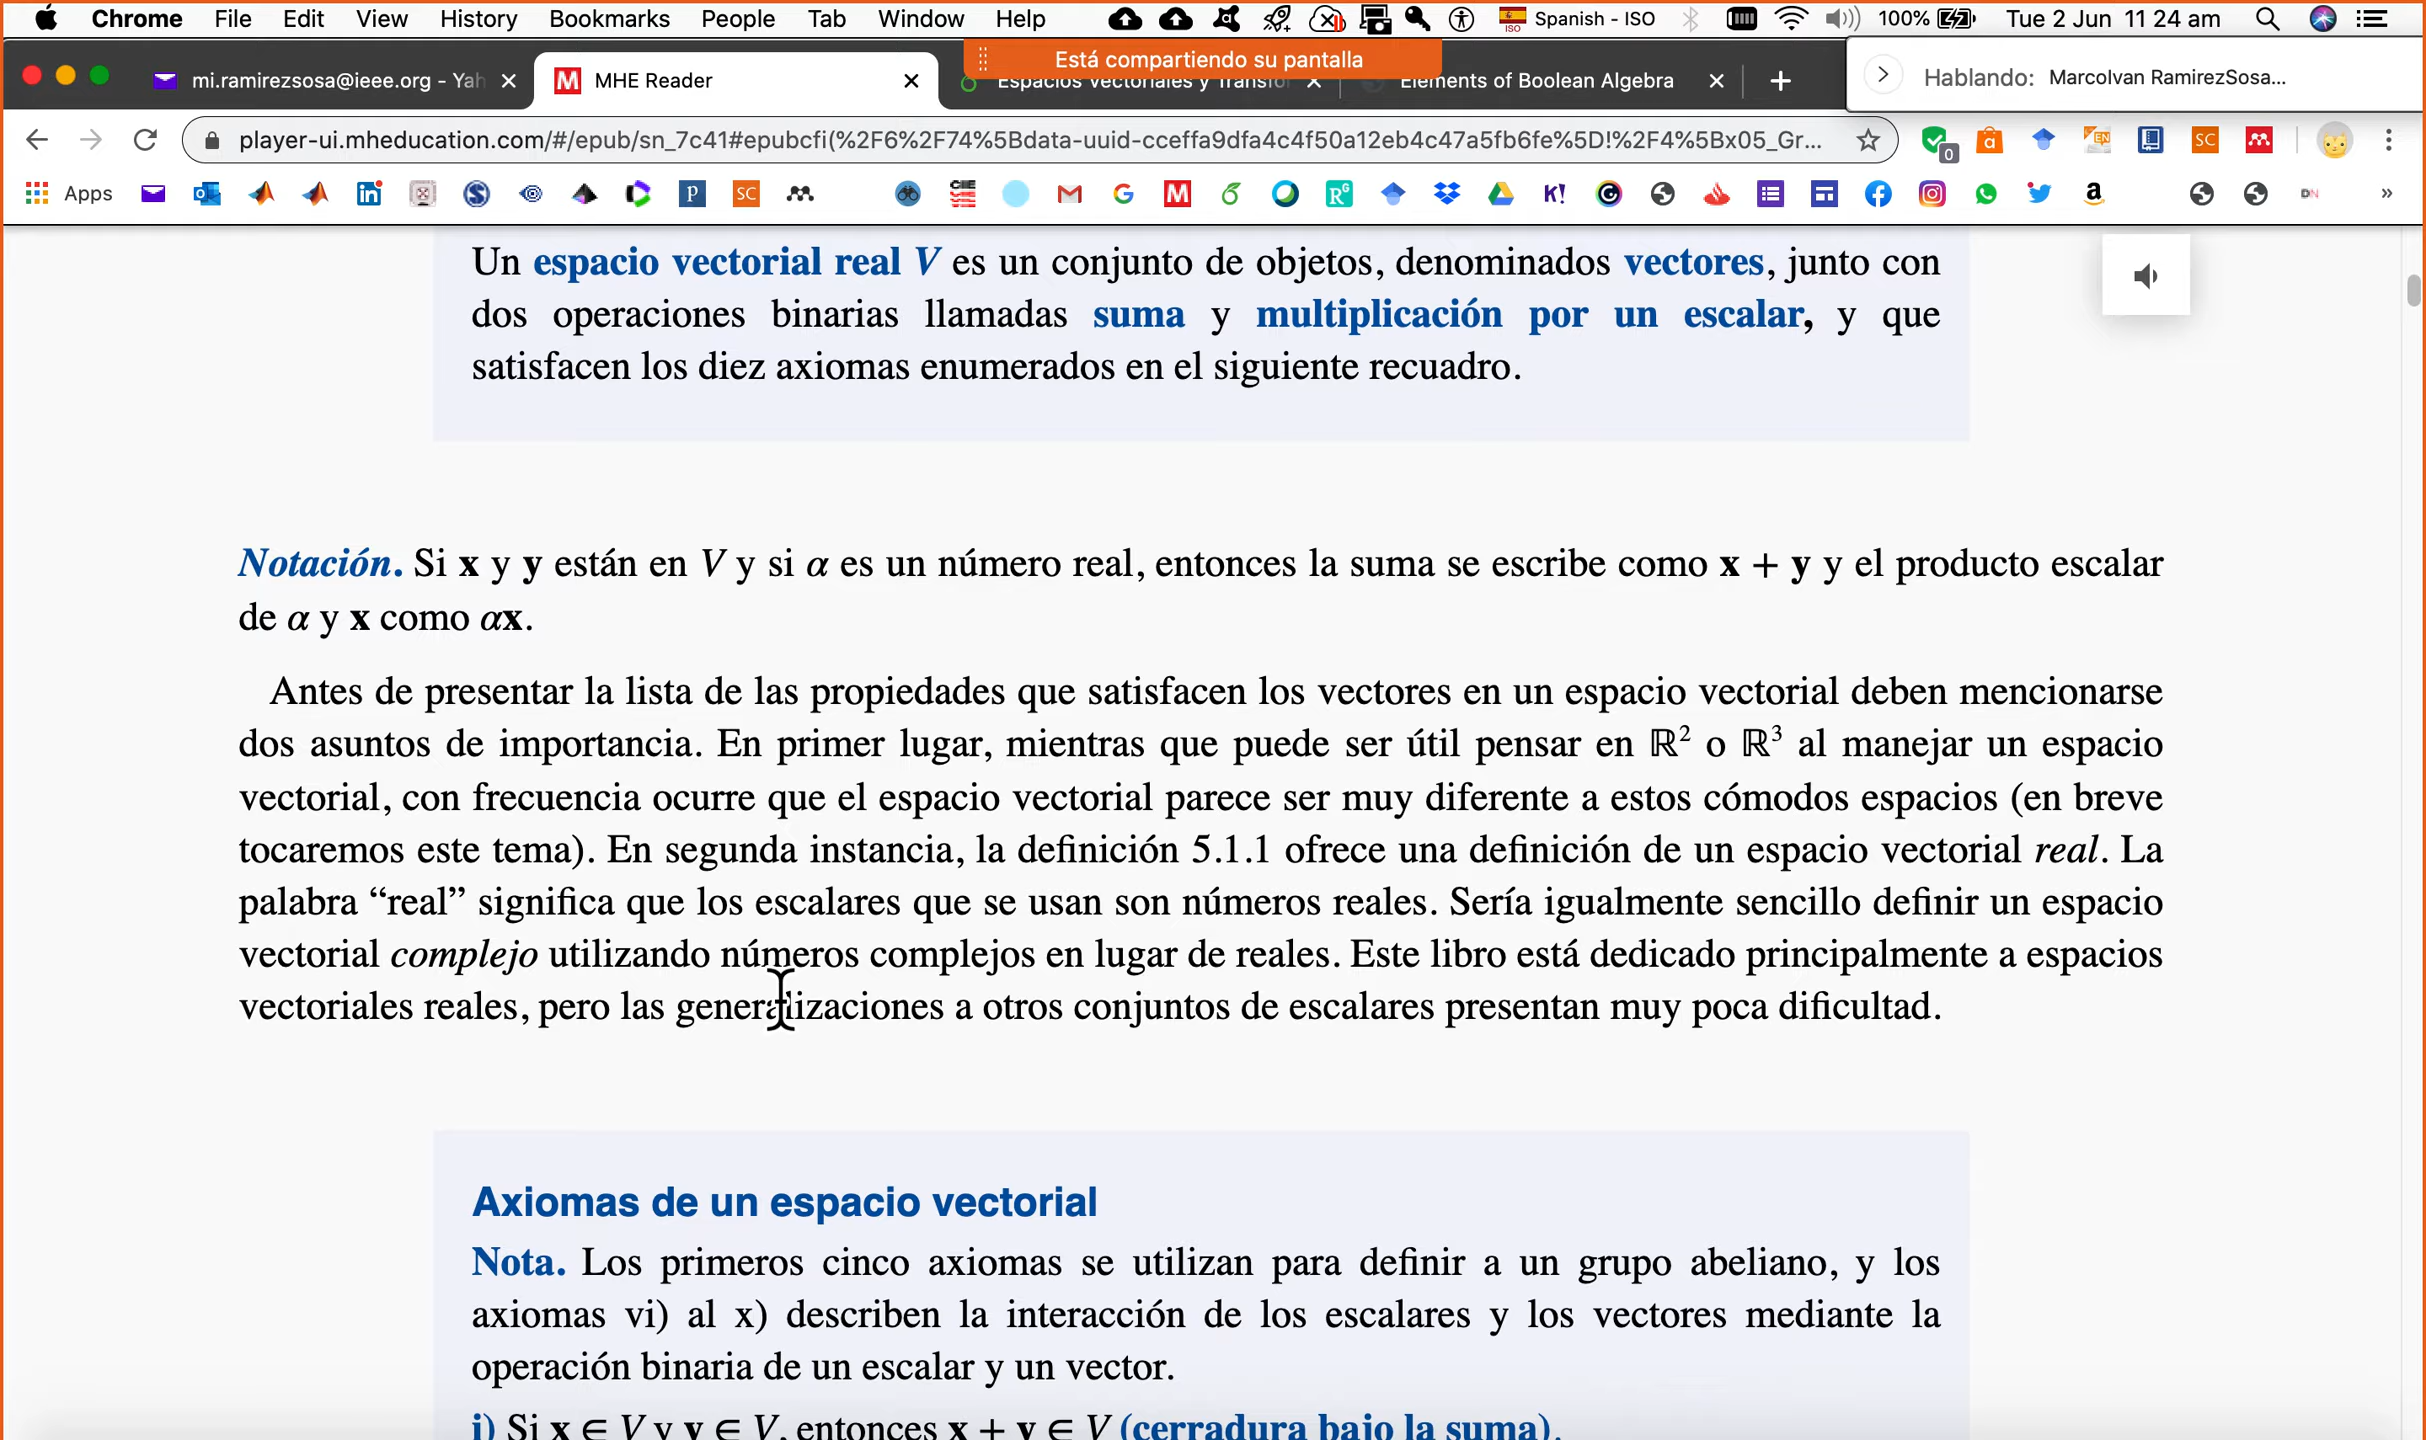 Chrome File Edit View History Bookmarks People Tab Window Help Spanish - ISO 100% Tue 2 Jun 11 24 am
Está compartiendo su pantalla
mi.ramirezsosa@ieee.org - Yah MHE Reader Espacios Vectoriales y Transfor Elements of Boolean Algebra
Hablando: MarcoIvan RamirezSosa...
player-ui.mheducation.com/#/epub/sn_7c41#epubcfi(%2F6%2F74%5Bdata-uuid-cceffa9dfa4c4f50a12eb4c47a5fb6fe%5D!%2F4%5Bx05_Gr...
Apps
Un espacio vectorial real V es un conjunto de objetos, denominados vectores, junto con
dos operaciones binarias llamadas suma y multiplicación por un escalar, y que
satisfacen los diez axiomas enumerados en el siguiente recuadro.
Notación. Si x y y están en V y si α es un número real, entonces la suma se escribe como x + y y el producto escalar
de α y x como αx.
Antes de presentar la lista de las propiedades que satisfacen los vectores en un espacio vectorial deben mencionarse
dos asuntos de importancia. En primer lugar, mientras que puede ser útil pensar en ℝ² o ℝ³ al manejar un espacio
vectorial, con frecuencia ocurre que el espacio vectorial parece ser muy diferente a estos cómodos espacios (en breve
tocaremos este tema). En segunda instancia, la definición 5.1.1 ofrece una definición de un espacio vectorial real. La
palabra “real” significa que los escalares que se usan son números reales. Sería igualmente sencillo definir un espacio
vectorial complejo utilizando números complejos en lugar de reales. Este libro está dedicado principalmente a espacios
vectoriales reales, pero las generalizaciones a otros conjuntos de escalares presentan muy poca dificultad.
Axiomas de un espacio vectorial
Nota. Los primeros cinco axiomas se utilizan para definir a un grupo abeliano, y los
axiomas vi) al x) describen la interacción de los escalares y los vectores mediante la
operación binaria de un escalar y un vector.
i) Si x ∈ V y y ∈ V, entonces x + y ∈ V (cerradura bajo la suma).